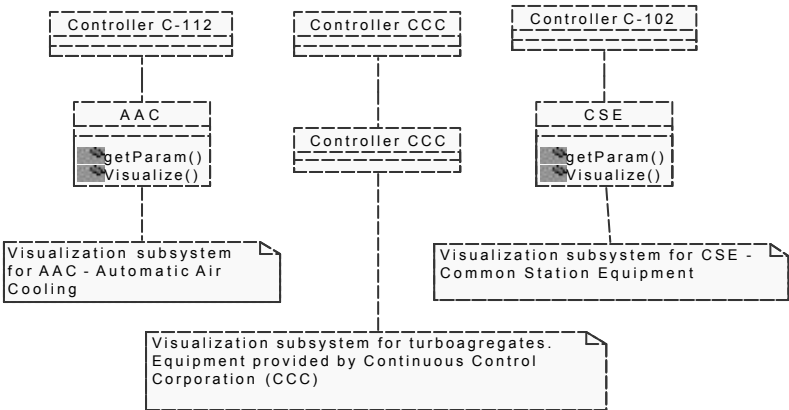 Controller C-112
Controller CCC
Controller C-102
AAC
getParam()
Visualize()
Controller CCC
CSE
getParam()
Visualize()
Visualization subsystem
for AAC - Automatic Air
Cooling
Visualization subsystem for CSE -
Common Station Equipment
Visualization subsystem for turboagregates.
Equipment provided by Continuous Control
Corporation (CCC)